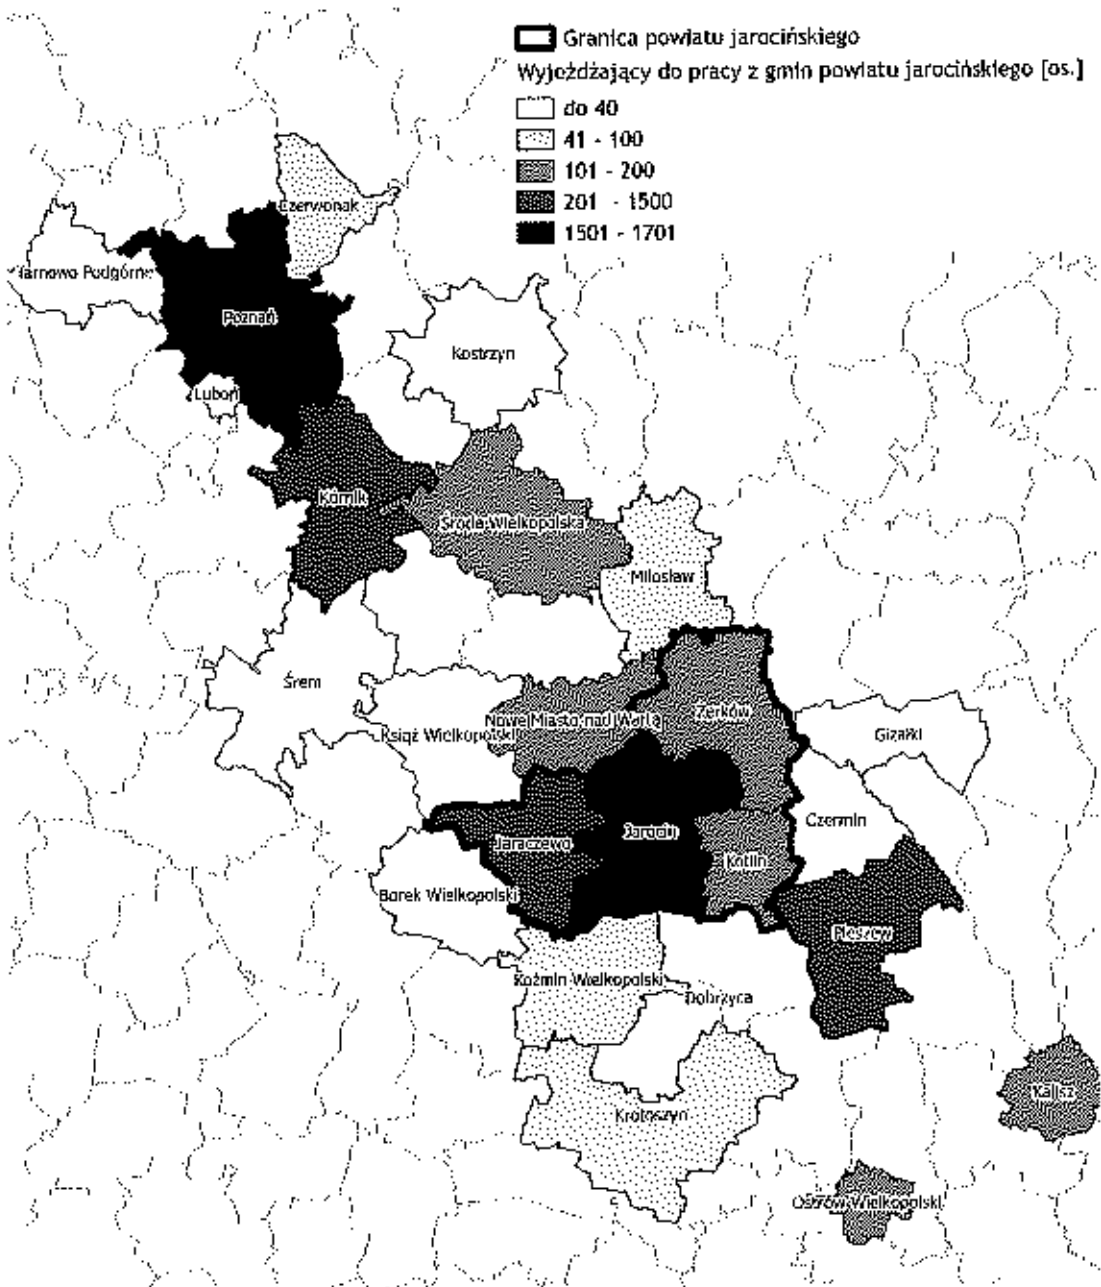 Granica powiatu jarocińskiego
Wyjeżdżający do pracy z gmin powiatu jarocińskiego [os.]
do 40
41 - 100
101 - 200
201 - 1500
1501 - 1701
Czerwonak
Tarnowo Podgórne
Poznań
Kostrzyn
Luboń
Kórnik
Środa Wielkopolska
Miłosław
Śrem
Nowe Miasto nad Wartą
Żerków
Książ Wielkopolski
Gizałki
Czermin
Jarocin
Jaraczewo
Kotlin
Borek Wielkopolski
Pleszew
Koźmin Wielkopolski
Dobrzyca
Kalisz
Krotoszyn
Ostrów Wielkopolski